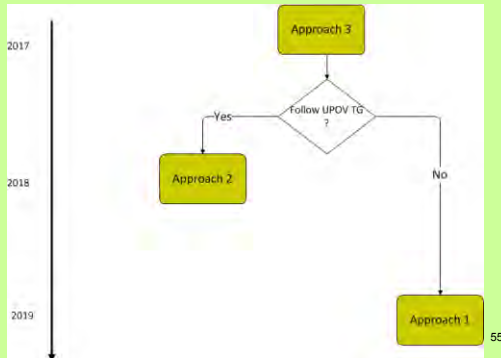 Approach 3
2017
Follow UPOV TG
?
Yes
Approach 2
No
2018
2019
Approach 1
55